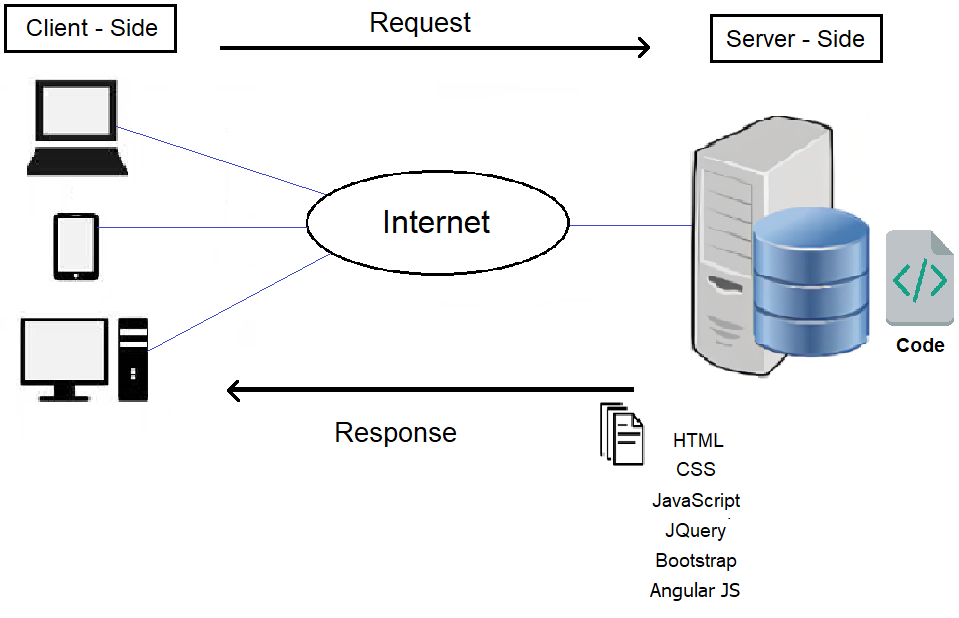 Client - Side
Request
Server - Side
Internet
</>
Code
Response
HTML
CSS
JavaScript
JQuery
Bootstrap
Angular JS